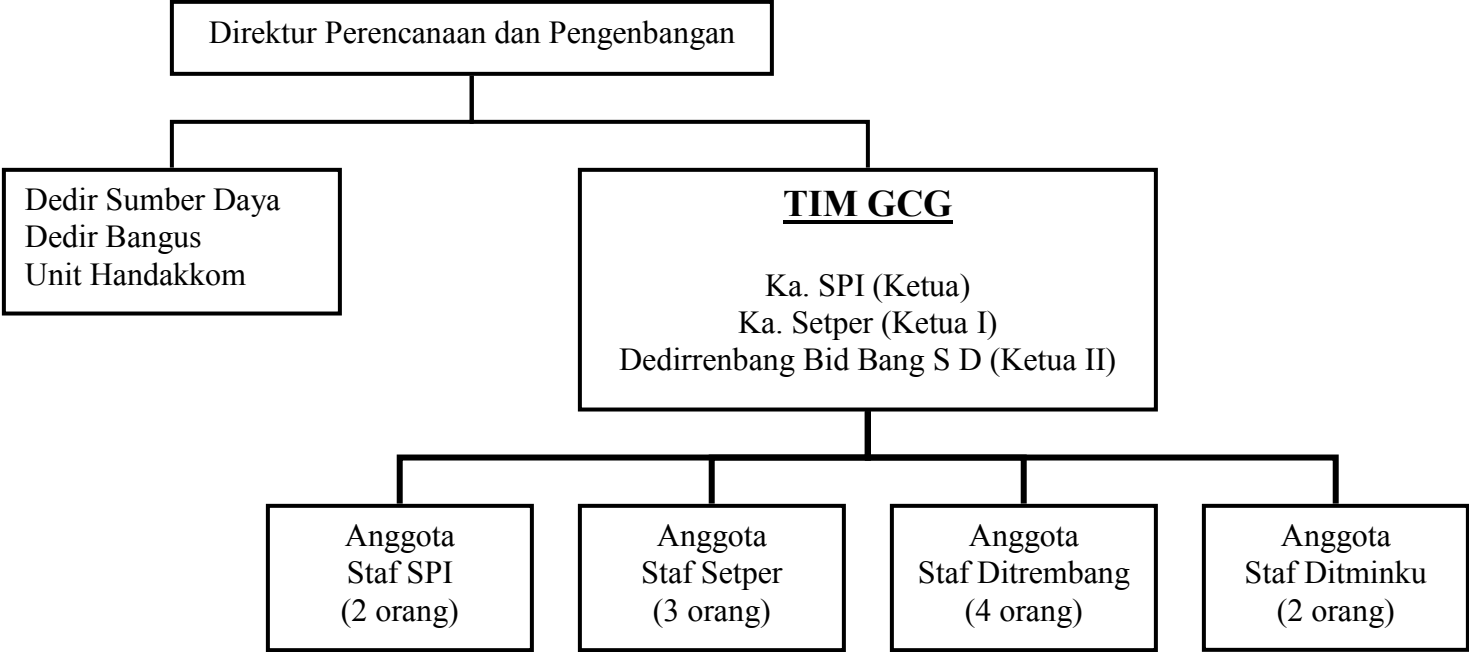 Direktur Perencanaan dan Pengenbangan
Dedir Sumber Daya
Dedir Bangus
Unit Handakkom
TIM GCG
Ka. SPI (Ketua)
Ka. Setper (Ketua I)
Dedirrenbang Bid Bang S D (Ketua II)
Anggota
Staf SPI
(2 orang)
Anggota
Staf Setper
(3 orang)
Anggota
Staf Ditrembang
(4 orang)
Anggota
Staf Ditminku
(2 orang)